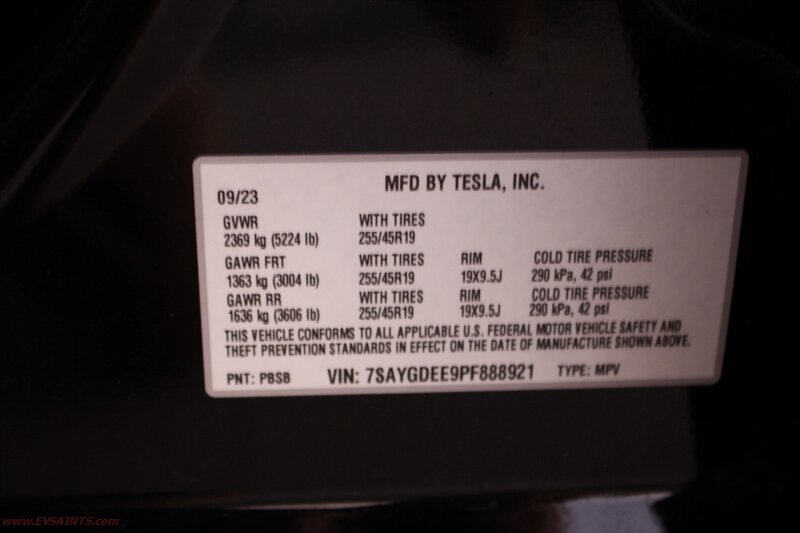 MFD BY TESLA, INC.
09/23
GVWR WITH TIRES
2369 kg (5224 lb) 255/45R19
GAWR FRT WITH TIRES RIM COLD TIRE PRESSURE
1363 kg (3004 lb) 255/45R19 19X9.5J 290 kPa, 42 psi
GAWR RR WITH TIRES RIM COLD TIRE PRESSURE
1636 kg (3606 lb) 255/45R19 19X9.5J 290 kPa, 42 psi
THIS VEHICLE CONFORMS TO ALL APPLICABLE U.S. FEDERAL MOTOR VEHICLE SAFETY AND
THEFT PREVENTION STANDARDS IN EFFECT ON THE DATE OF MANUFACTURE SHOWN ABOVE.
PNT: PBSB VIN: 7SAYGDEE9PF888921 TYPE: MPV
www.EVSAINTS.com